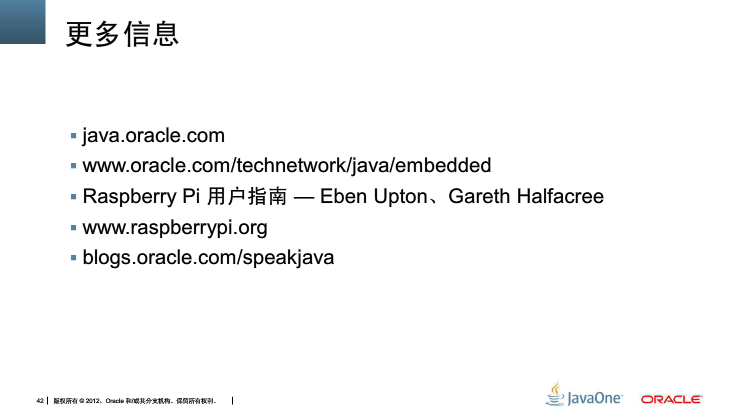 更多信息
java.oracle.com
www.oracle.com/technetwork/java/embedded
Raspberry Pi 用户指南 — Eben Upton、Gareth Halfacree
www.raspberrypi.org
blogs.oracle.com/speakjava
42 版权所有 © 2012，Oracle 和/或其分支机构。保留所有权利。
JavaOne™ ORACLE®